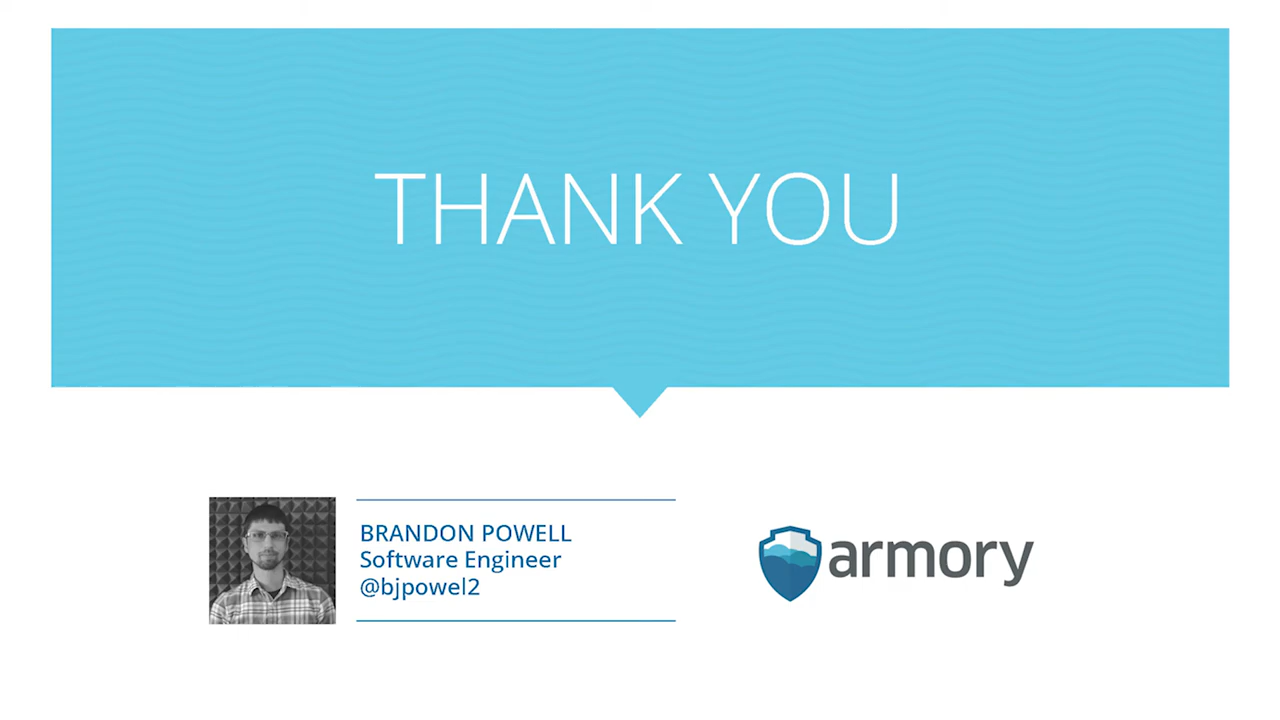 THANK YOU
BRANDON POWELL
Software Engineer
@bjpowel2
armory